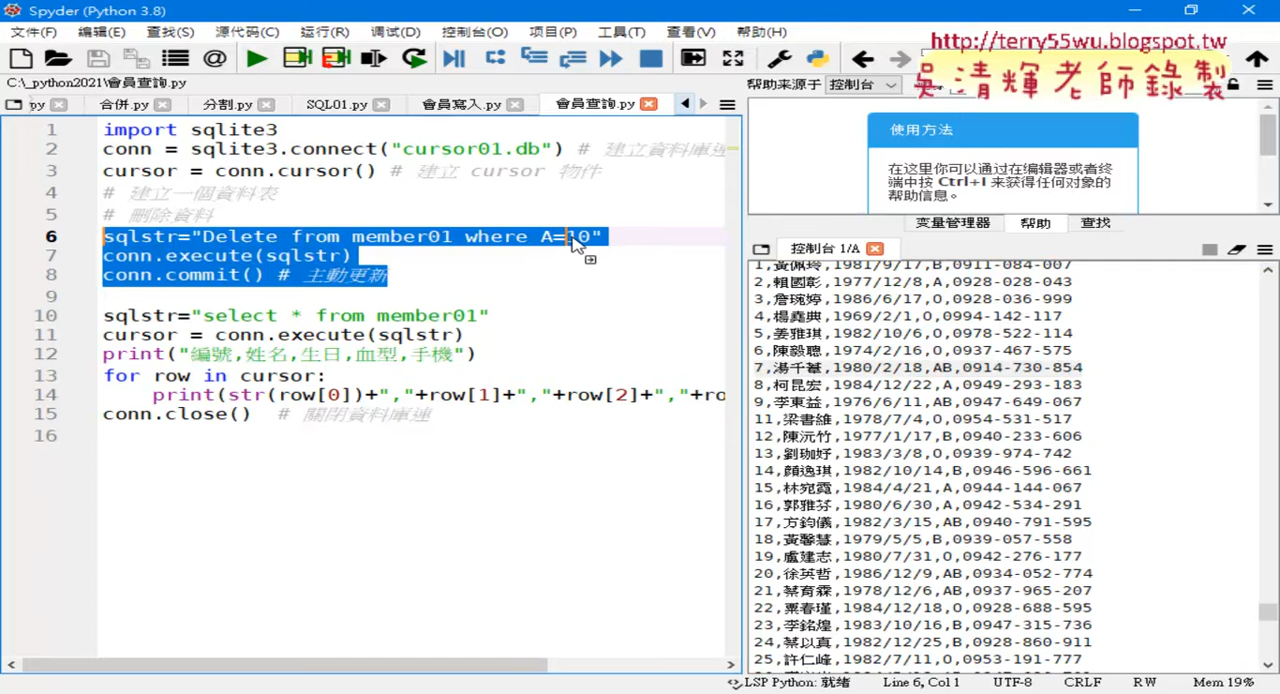 Spyder (Python 3.8)
文件(F) 编辑(E) 查找(S) 源代码(C) 运行(R) 调试(D) 控制台(O) 项目(P) 工具(T) 查看(V) 帮助(H)
http://terry55wu.blogspot.tw
吳清輝老師錄製
C:\_python2021\會員查詢.py
py 合併.py 分割.py SQL01.py 會員寫入.py 會員查詢.py
帮助来源于 控制台
1 import sqlite3
2 conn = sqlite3.connect("cursor01.db") # 建立資料庫連
3 cursor = conn.cursor() # 建立 cursor 物件
4 # 建立一個資料表
5 # 刪除資料
6 sqlstr="Delete from member01 where A=10"
7 conn.execute(sqlstr)
8 conn.commit() # 主動更新
9
10 sqlstr="select * from member01"
11 cursor = conn.execute(sqlstr)
12 print("編號,姓名,生日,血型,手機")
13 for row in cursor:
14 print(str(row[0])+","+row[1]+","+row[2]+","+ro
15 conn.close() # 關閉資料庫連
16
使用方法
在这里你可以通过在编辑器或者终
端中按 Ctrl+I 来获得任何对象的
帮助信息。
变量管理器 帮助 查找
控制台 1/A
1,黃佩玲,1981/9/17,B,0911-084-007
2,賴國彰,1977/12/8,A,0928-028-043
3,詹琬婷,1986/6/17,O,0928-036-999
4,楊堯典,1969/2/1,O,0994-142-117
5,姜雅琪,1982/10/6,O,0978-522-114
6,陳毅聰,1974/2/16,O,0937-467-575
7,湯千蓁,1980/2/18,AB,0914-730-854
8,柯昆宏,1984/12/22,A,0949-293-183
9,李東益,1976/6/11,AB,0947-649-067
11,梁書維,1978/7/4,O,0954-531-517
12,陳沅竹,1977/1/17,B,0940-233-606
13,劉珈妤,1983/3/8,O,0939-974-742
14,顏逸琪,1982/10/14,B,0946-596-661
15,林宛霓,1984/4/21,A,0944-144-067
16,郭雅芬,1980/6/30,A,0942-534-291
17,方鈞儀,1982/3/15,AB,0940-791-595
18,黃馨慧,1979/5/5,B,0939-057-558
19,盧建志,1980/7/31,O,0942-276-177
20,徐英哲,1986/12/9,AB,0934-052-774
21,蔡育霖,1978/12/6,AB,0937-965-207
22,粟春瑾,1984/12/18,O,0928-688-595
23,李銘煌,1983/10/16,B,0947-315-736
24,蔡以真,1982/12/25,B,0928-860-911
25,許仁峰,1982/7/11,O,0953-191-777
LSP Python: 就绪 Line 6, Col 1 UTF-8 CRLF RW Mem 19%